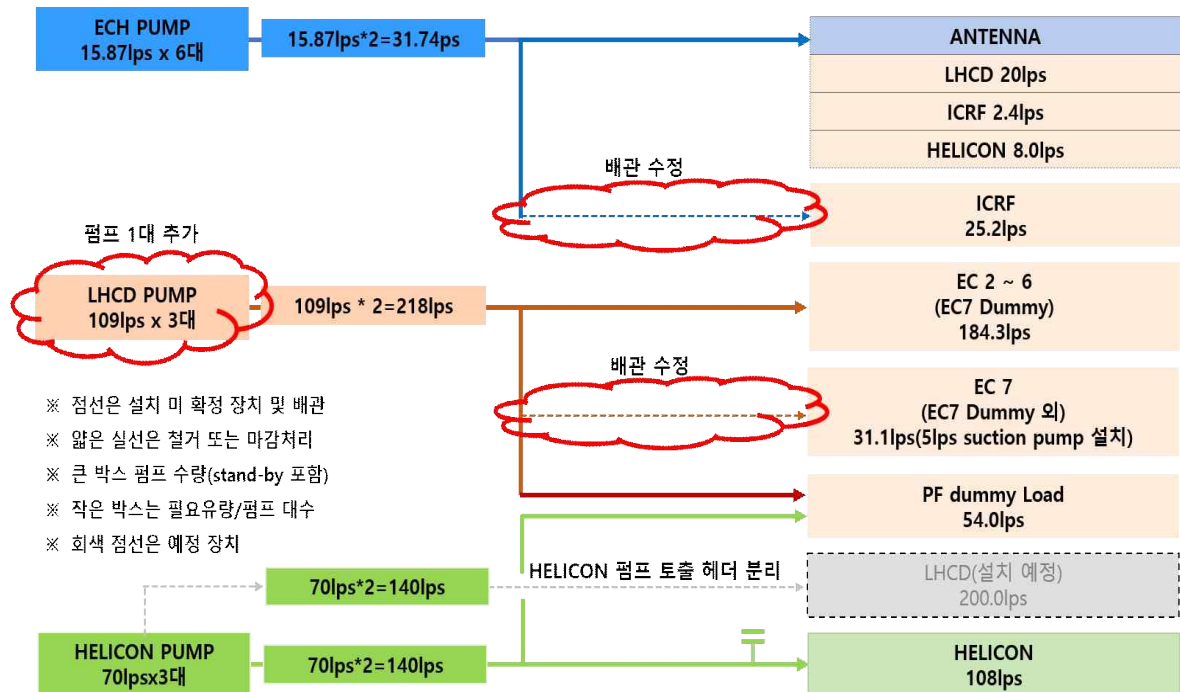 ECH PUMP
15.87lps x 6대
15.87lps*2=31.74ps
ANTENNA
LHCD 20lps
ICRF 2.4lps
HELICON 8.0lps
배관 수정
ICRF
25.2lps
펌프 1대 추가
LHCD PUMP
109lps x 3대
109lps * 2=218lps
EC 2 ~ 6
(EC7 Dummy)
184.3lps
배관 수정
EC 7
(EC7 Dummy 외)
31.1lps(5lps suction pump 설치)
※ 점선은 설치 미 확정 장치 및 배관
※ 얇은 실선은 철거 또는 마감처리
※ 큰 박스 펌프 수량(stand-by 포함)
※ 작은 박스는 필요유량/펌프 대수
※ 회색 점선은 예정 장치
PF dummy Load
54.0lps
HELICON 펌프 토출 헤더 분리
70lps*2=140lps
LHCD(설치 예정)
200.0lps
HELICON PUMP
70lpsx3대
70lps*2=140lps
HELICON
108lps